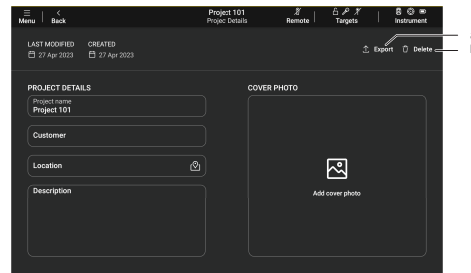 Menu
Back
Project 101
Projec Details
Remote
Targets
Instrument
LAST MODIFIED
27 Apr 2023
CREATED
27 Apr 2023
Export
Delete
PROJECT DETAILS
Project name
Project 101
Customer
Location
Description
COVER PHOTO
Add cover photo